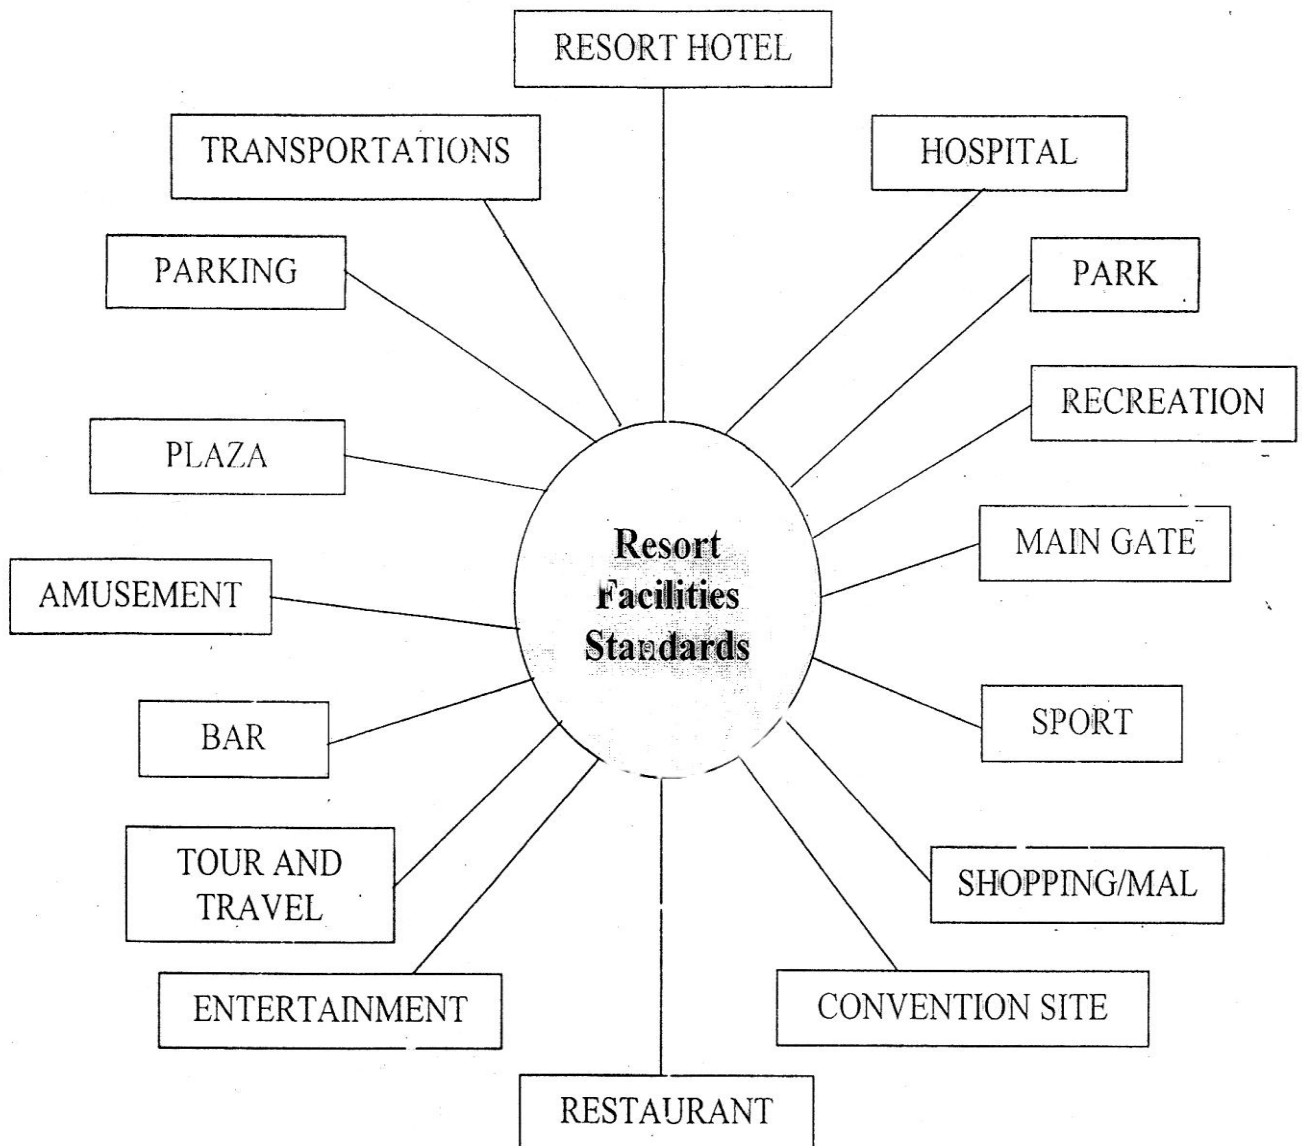 RESORT HOTEL
TRANSPORTATIONS
HOSPITAL
PARKING
PARK
RECREATION
PLAZA
MAIN GATE
Resort
Facilities
Standards
AMUSEMENT
SPORT
BAR
TOUR AND
TRAVEL
SHOPPING/MAL
ENTERTAINMENT
CONVENTION SITE
RESTAURANT